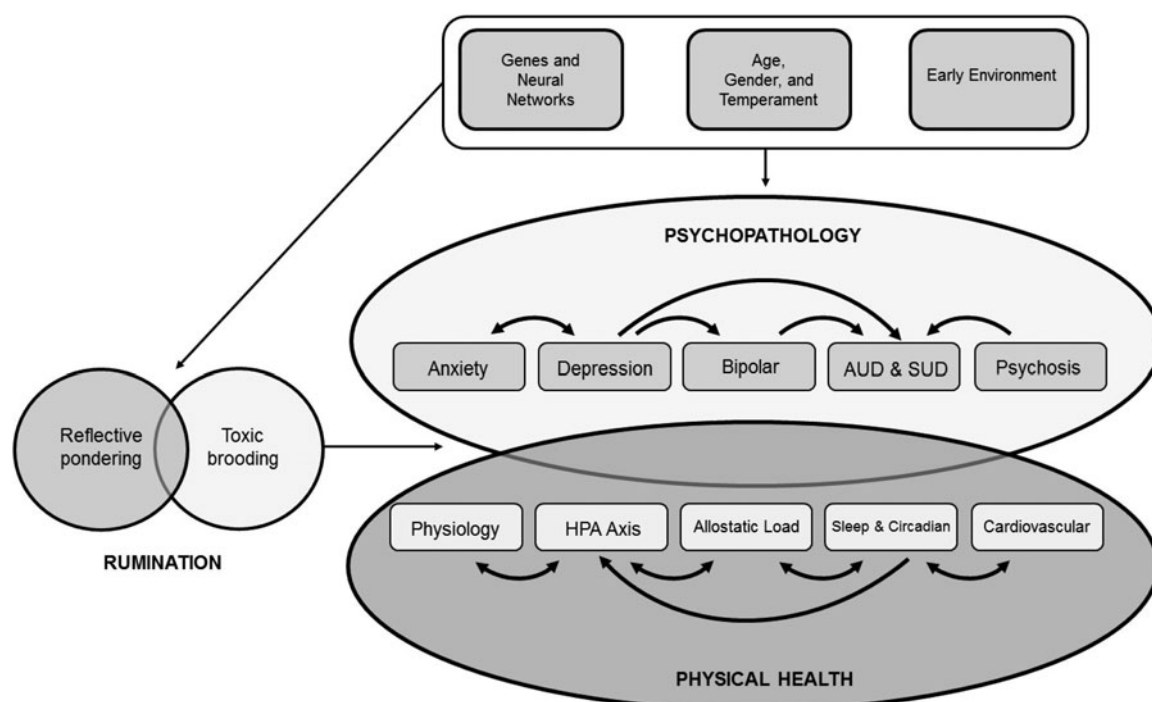 Genes and
Neural
Networks
Age,
Gender, and
Temperament
Early Environment
PSYCHOPATHOLOGY
Anxiety
Depression
Bipolar
AUD & SUD
Psychosis
Reflective
pondering
Toxic
brooding
RUMINATION
Physiology
HPA Axis
Allostatic Load
Sleep & Circadian
Cardiovascular
PHYSICAL HEALTH